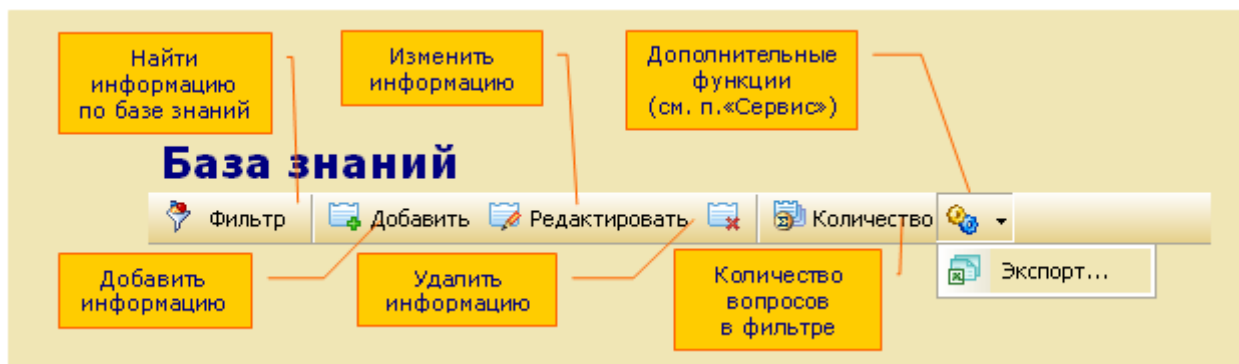 Найти
информацию
по базе знаний
Изменить
информацию
Дополнительные
функции
(см. п.«Сервис»)
База знаний
Фильтр
Добавить
Редактировать
Количество
Экспорт...
Добавить
информацию
Удалить
информацию
Количество
вопросов
в фильтре